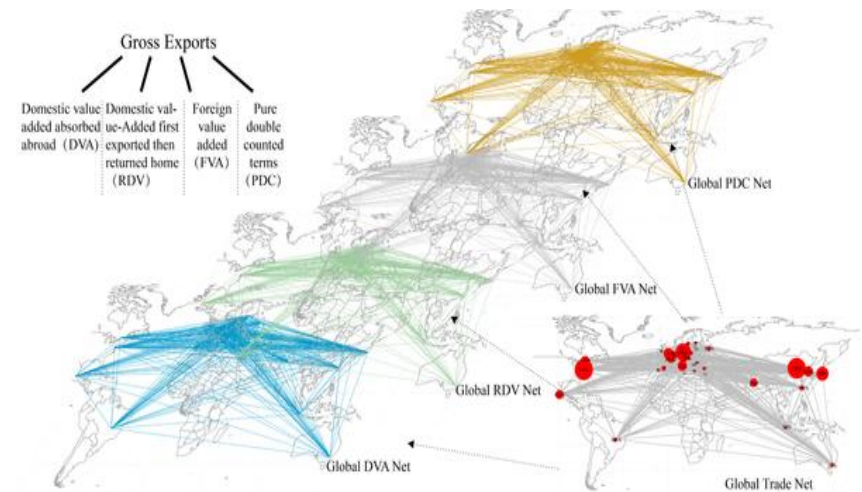 Gross Exports
Domestic value
added absorbed
abroad（DVA）
Domestic val-
ue-Added first
exported then
returned home
（RDV）
Foreign
value
added
（FVA）
Pure
double
counted
terms
（PDC）
Global PDC Net
Global FVA Net
Global RDV Net
Global DVA Net
Global Trade Net